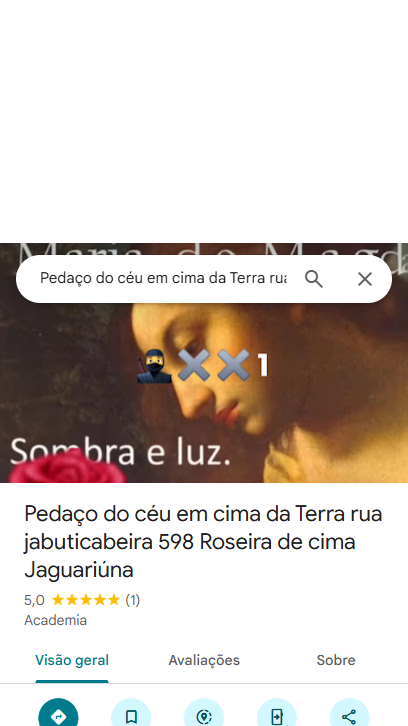 Maria de Magda
Pedaço do céu em cima da Terra rua
1
Sombra e luz.
Pedaço do céu em cima da Terra rua
jabuticabeira 598 Roseira de cima
Jaguariúna
5,0 (1)
Academia
Visão geral Avaliações Sobre